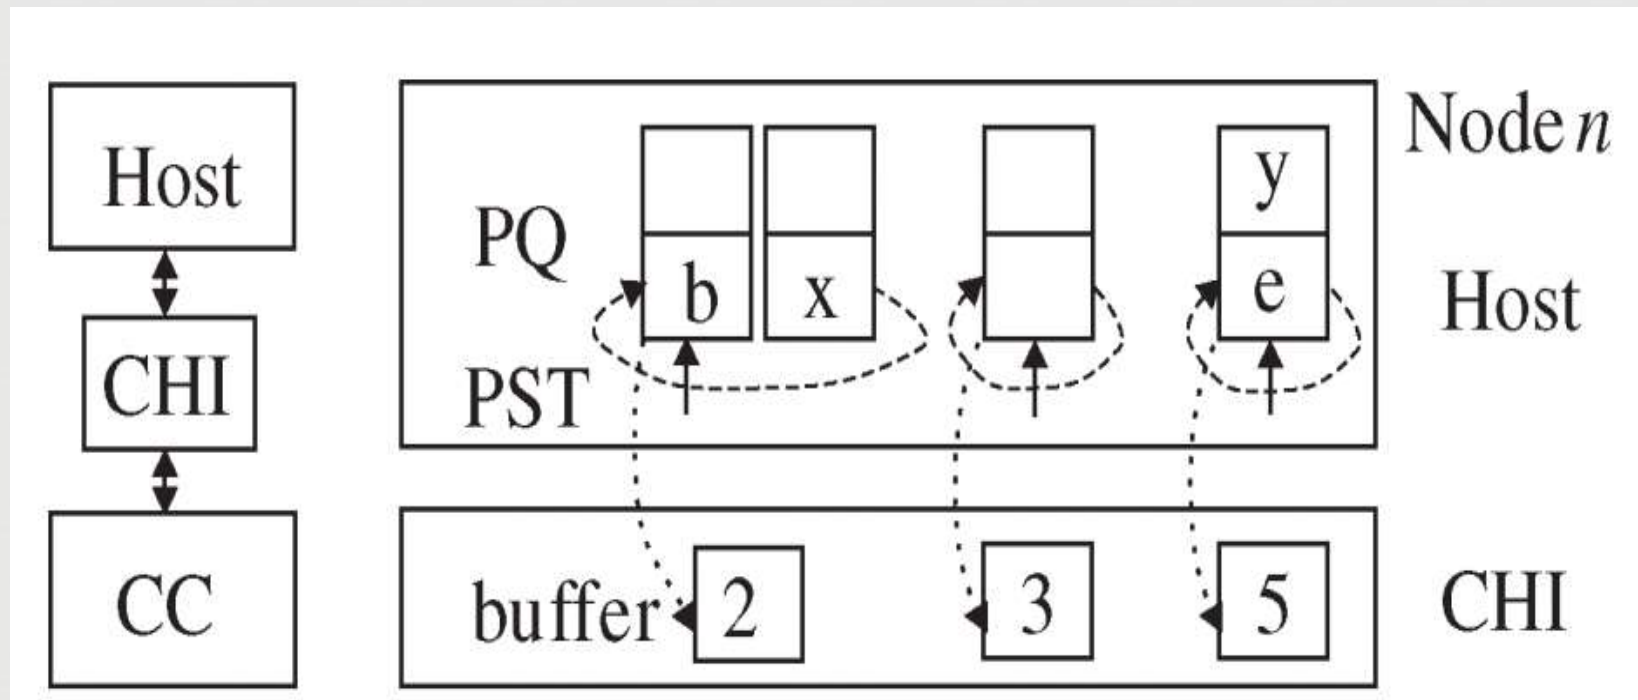 Host
CHI
CC
Node n
y
PQ
b x e
Host
PST
buffer 2 3 5
CHI